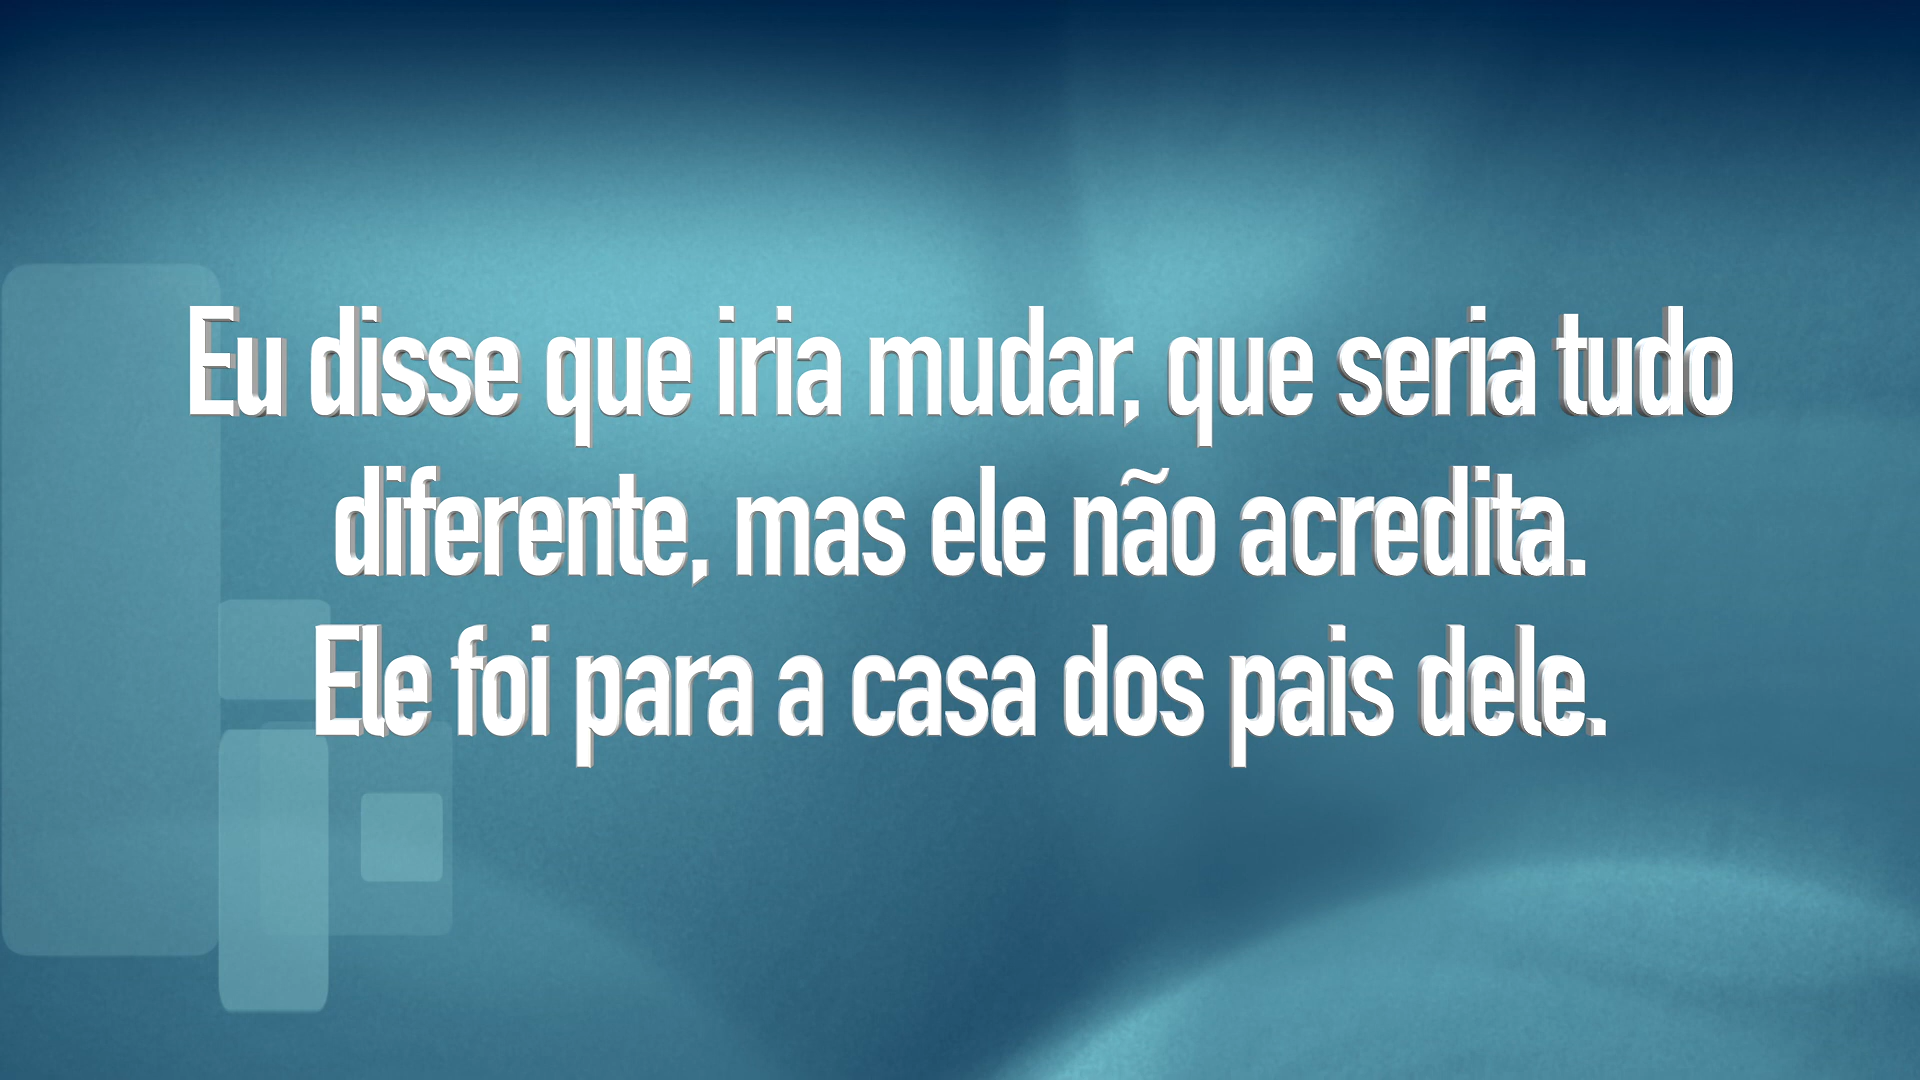 Eu disse que iria mudar, que seria tudo
diferente, mas ele não acredita.
Ele foi para a casa dos pais dele.